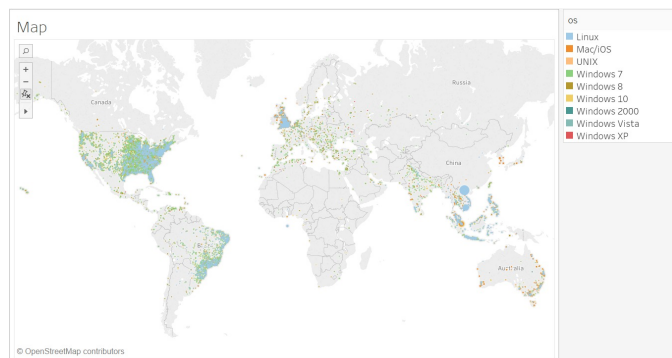 Map
os
Linux
Mac/iOS
UNIX
Windows 7
Windows 8
Windows 10
Windows 2000
Windows Vista
Windows XP
+
−
Russia
Canada
China
Australia
© OpenStreetMap contributors